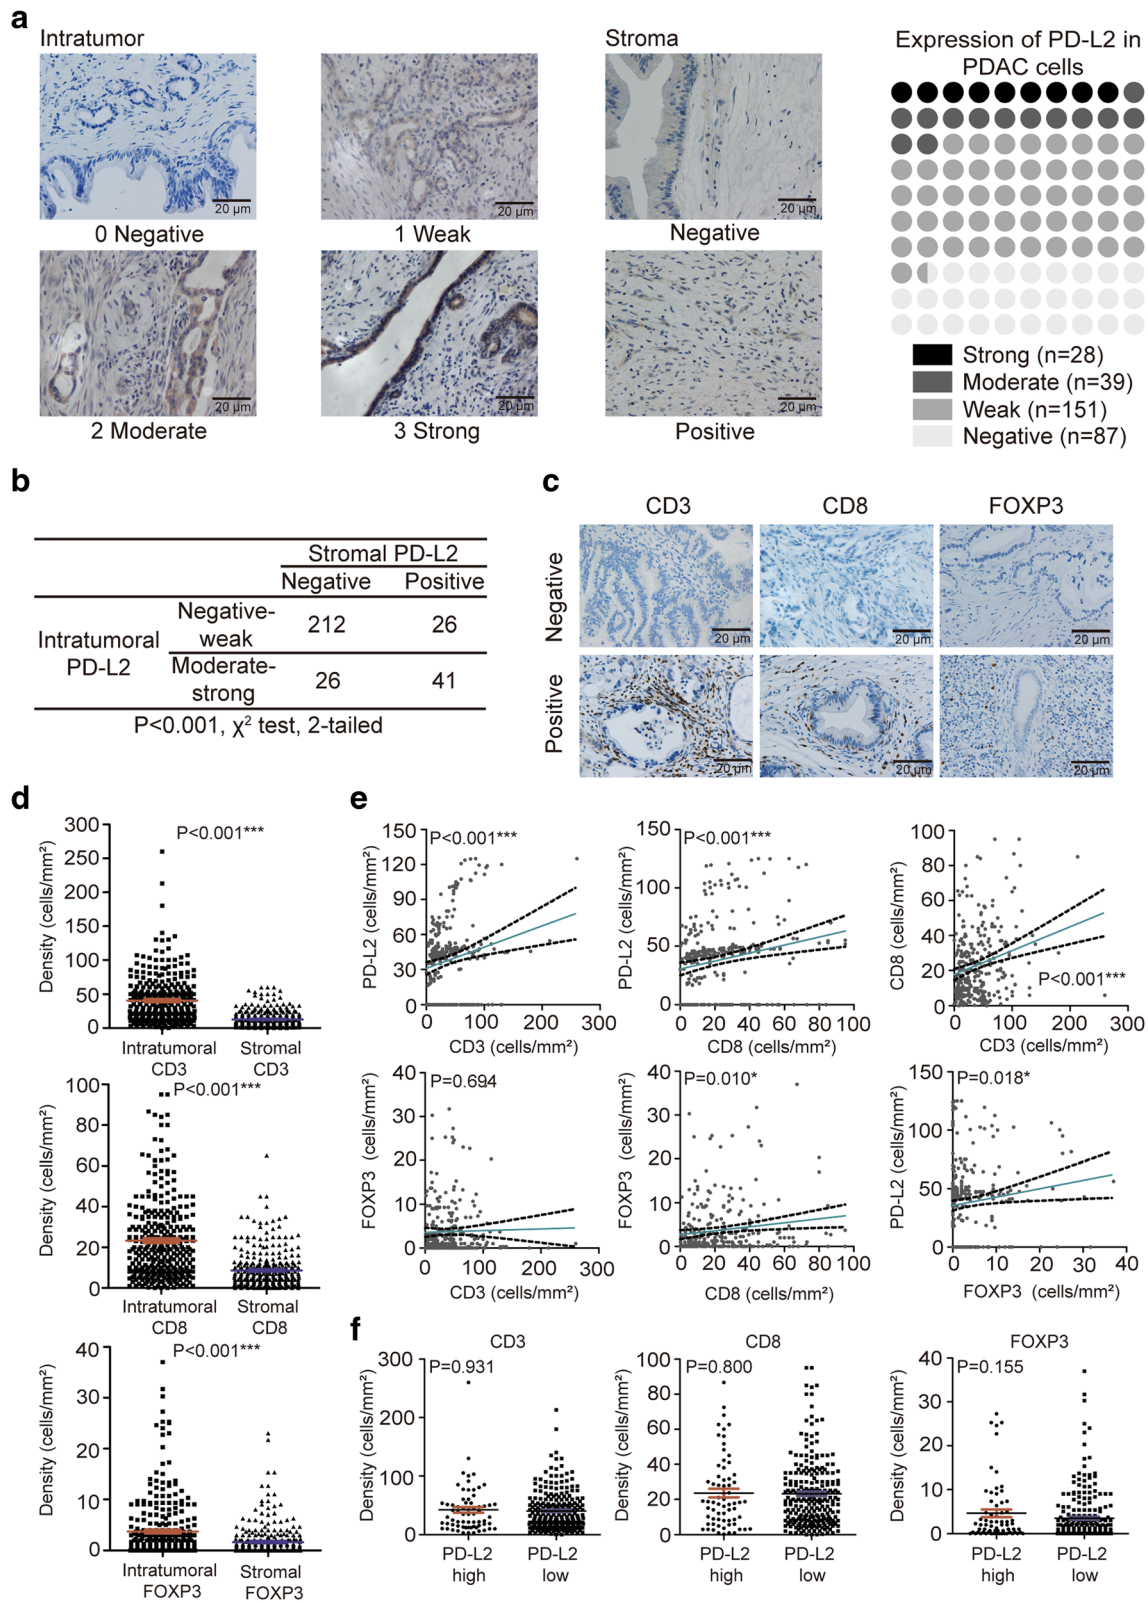 a
Intratumor
Stroma
Expression of PD-L2 in
PDAC cells
20 µm
20 µm
20 µm
0 Negative
1 Weak
Negative
20 µm
20 µm
20 µm
2 Moderate
3 Strong
Positive
Strong (n=28)
Moderate (n=39)
Weak (n=151)
Negative (n=87)
b
Stromal PD-L2
Negative Positive
Intratumoral
PD-L2
Negative-
weak
212 26
Moderate-
strong
26 41
P<0.001, χ² test, 2-tailed
c
CD3 CD8 FOXP3
Negative
20 µm
20 µm
20 µm
Positive
20 µm
20 µm
20 µm
d
P<0.001***
Density (cells/mm²)
300
250
200
150
100
50
0
Intratumoral
CD3
Stromal
CD3
P<0.001***
Density (cells/mm²)
100
80
60
40
20
0
Intratumoral
CD8
Stromal
CD8
P<0.001***
Density (cells/mm²)
40
30
20
10
0
Intratumoral
FOXP3
Stromal
FOXP3
e
P<0.001***
PD-L2 (cells/mm²)
150
120
90
60
30
0
0 100 200 300
CD3 (cells/mm²)
P<0.001***
PD-L2 (cells/mm²)
150
100
50
0
0 20 40 60 80 100
CD8 (cells/mm²)
CD8 (cells/mm²)
100
80
60
40
20
0
P<0.001***
0 100 200 300
CD3 (cells/mm²)
P=0.694
FOXP3 (cells/mm²)
40
30
20
10
0
0 100 200 300
CD3 (cells/mm²)
P=0.010*
FOXP3 (cells/mm²)
40
30
20
10
0
0 20 40 60 80 100
CD8 (cells/mm²)
P=0.018*
PD-L2 (cells/mm²)
150
100
50
0
0 10 20 30 40
FOXP3 (cells/mm²)
f
CD3
P=0.931
Density (cells/mm²)
300
200
100
0
PD-L2
high
PD-L2
low
CD8
P=0.800
Density (cells/mm²)
100
80
60
40
20
0
PD-L2
high
PD-L2
low
FOXP3
P=0.155
Density (cells/mm²)
40
30
20
10
0
PD-L2
high
PD-L2
low